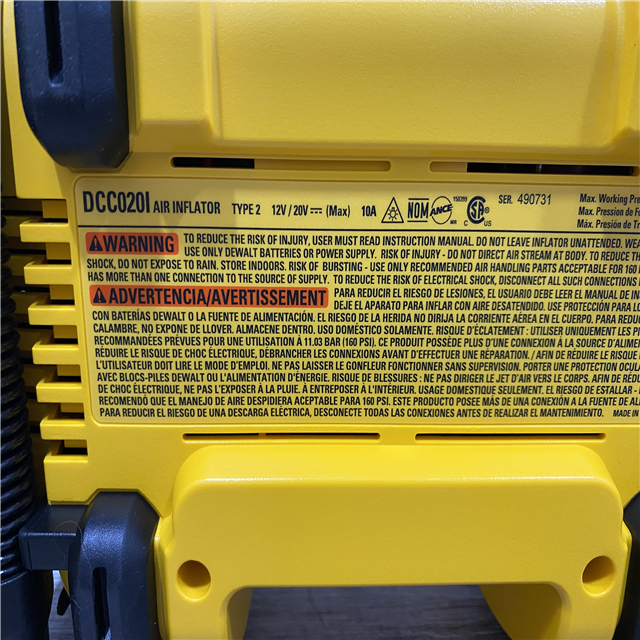 DCC020I AIR INFLATOR TYPE 2 12V / 20V (Max) 10A NOM ANCE 150393 C US SER. 490731 Max. Working Pre
Max. Presión de
Max. Presión de
WARNING TO REDUCE THE RISK OF INJURY, USER MUST READ INSTRUCTION MANUAL. DO NOT LEAVE INFLATOR UNATTENDED. WEA
USE ONLY DEWALT BATTERIES OR POWER SUPPLY. RISK OF INJURY - DO NOT DIRECT AIR STREAM AT BODY. TO REDUCE THE RISK OF
SHOCK, DO NOT EXPOSE TO RAIN. STORE INDOORS. RISK OF BURSTING - USE ONLY RECOMMENDED AIR HANDLING PARTS ACCEPTABLE FOR 160
HAS MORE THAN ONE CONNECTION TO THE SOURCE OF SUPPLY. TO REDUCE THE RISK OF ELECTRIC SHOCK, DISCONNECT ALL SUCH CONNECTIONS
ADVERTENCIA/AVERTISSEMENT PARA REDUCIR EL RIESGO DE LESIONES, EL USUARIO DEBE LEER EL MANUAL DE IN
DEJE EL APARATO PARA INFLAR CON AIRE DESATENDIDO. USE PROTECCIÓN PARA LO
CON BATERÍAS DEWALT O LA FUENTE DE ALIMENTACIÓN. EL RIESGO DE LA HERIDA NO DIRIJA LA CORRIENTE AÉREA EN EL CUERPO. PARA REDUC
CALAMBRE, NO EXPONE DE LLOVER. ALMACENE DENTRO. USO DOMÉSTICO SOLAMENTE. RISQUE D'ÉCLATEMENT : UTILISER UNIQUEMENT LES
RECOMMANDÉES PRÉVUES POUR UNE UTILISATION À 11.03 BAR (160 PSI). CE PRODUIT POSSÈDE PLUS D'UNE CONNEXION À LA SOURCE D'ALIME
RÉDUIRE LE RISQUE DE CHOC ÉLECTRIQUE, DÉBRANCHER LES CONNEXIONS AVANT D'EFFECTUER UNE RÉPARATION. / AFIN DE RÉDUIRE LE RISQUE
L'UTILISATEUR DOIT LIRE LE MODE D'EMPLOI. NE PAS LAISSER LE GONFLEUR FONCTIONNER SANS SUPERVISION. PORTER UNE PROTECTION OCULA
AVEC BLOCS-PILES DEWALT OU L'ALIMENTATION D'ÉNERGIE. RISQUE DE BLESSURES : NE PAS DIRIGER LE JET D'AIR VERS LE CORPS. AFIN DE RÉDU
DE CHOC ÉLECTRIQUE, NE PAS L'EXPOSER À LA PLUIE. À ENTREPOSER À L'INTÉRIEUR. USAGE DOMESTIQUE SEULEMENT. EL RIESGO DE ESTALLAR -
RECOMENDÓ QUE EL MANEJO DE AIRE DESPIDIERA ACEPTABLE PARA 160 PSI. ESTE PRODUCTO POSEE MÁS DE UNA CONEXIÓN A LA FUENTE DE AL
PARA REDUCIR EL RIESGO DE UNA DESCARGA ELÉCTRICA, DESCONECTE TODAS LAS CONEXIONES ANTES DE REALIZAR EL MANTENIMIENTO. MADE IN